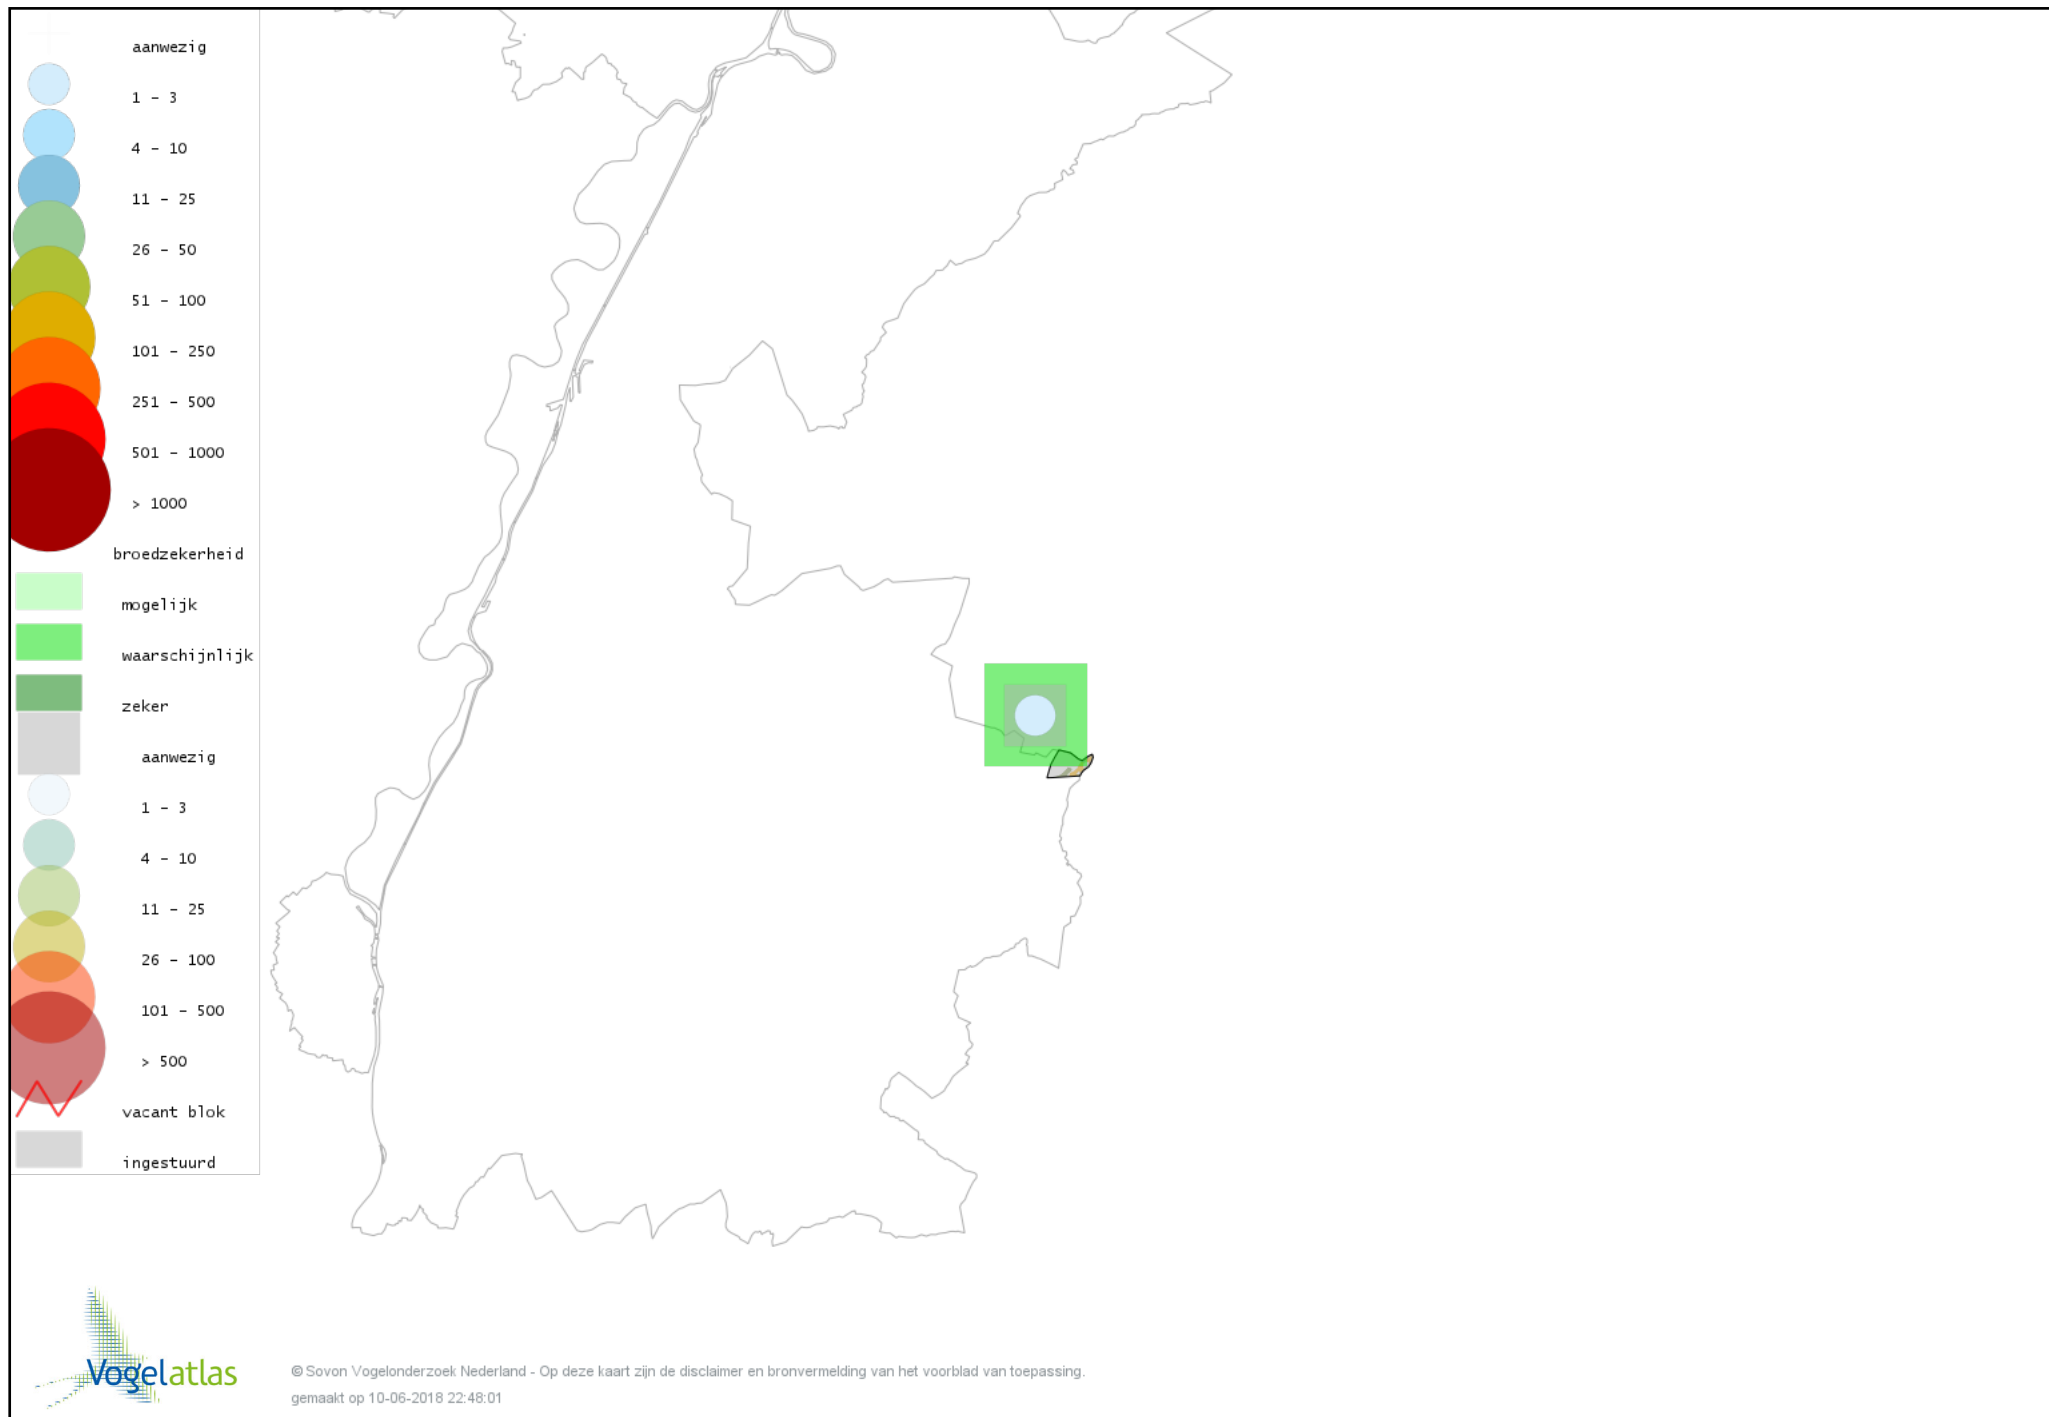 aanwezig
1 - 3
4 - 10
11 - 25
26 - 50
51 - 100
101 - 250
251 - 500
501 - 1000
> 1000
broedzekerheid
mogelijk
waarschijnlijk
zeker
aanwezig
1 - 3
4 - 10
11 - 25
26 - 100
101 - 500
> 500
vacant blok
ingestuurd
Vogelatlas
© Sovon Vogelonderzoek Nederland - Op deze kaart zijn de disclaimer en bronvermelding van het voorblad van toepassing.
gemaakt op 10-06-2018 22:48:01